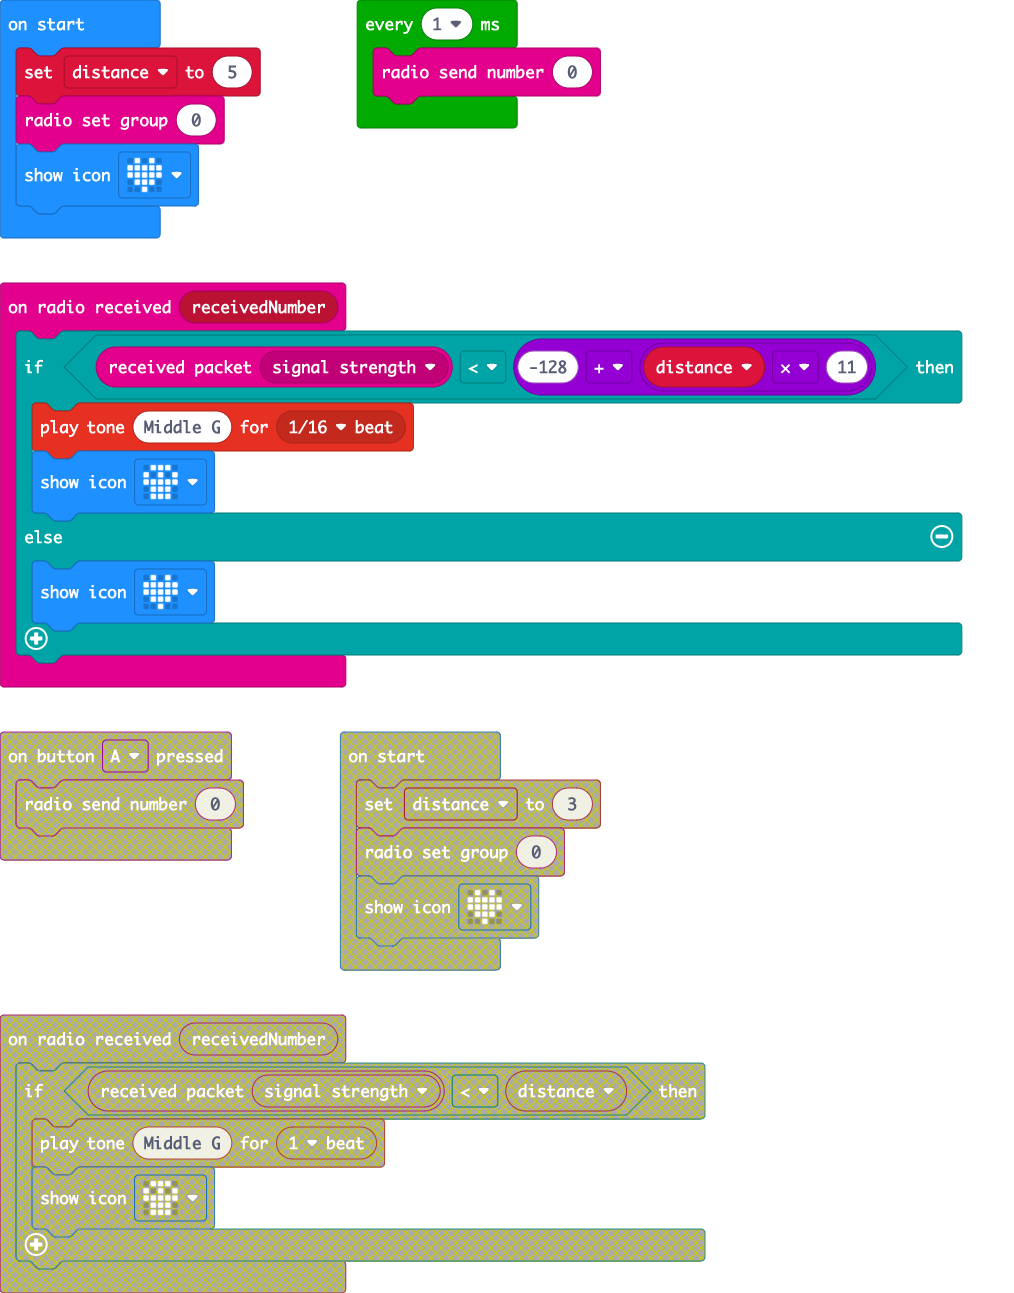 on start
set distance to 5
radio set group 0
show icon
every 1 ms
radio send number 0
on radio received receivedNumber
if received packet signal strength < -128 + distance × 11 then
play tone Middle G for 1/16 beat
show icon
else
show icon
on button A pressed
radio send number 0
on start
set distance to 3
radio set group 0
show icon
on radio received receivedNumber
if received packet signal strength < distance then
play tone Middle G for 1 beat
show icon